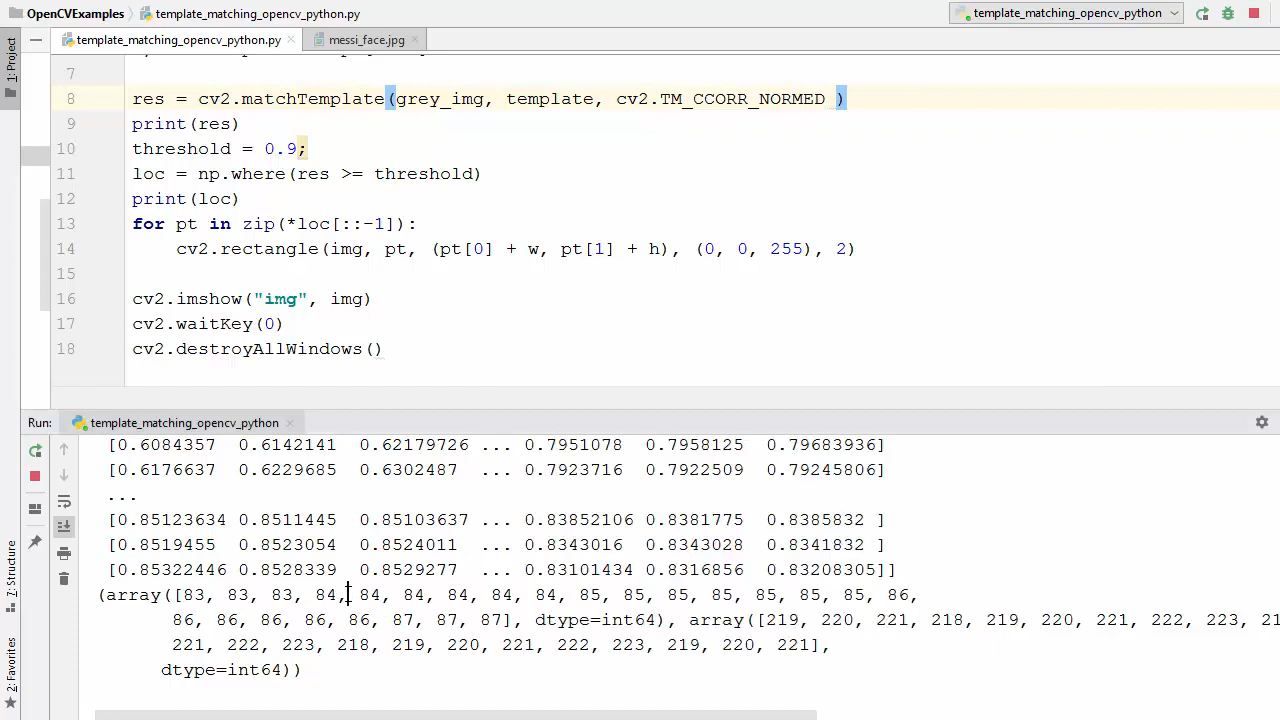 OpenCVExamples template_matching_opencv_python.py template_matching_opencv_python
template_matching_opencv_python.py messi_face.jpg
1: Project
7
8 res = cv2.matchTemplate(grey_img, template, cv2.TM_CCORR_NORMED )
9 print(res)
10 threshold = 0.9;
11 loc = np.where(res >= threshold)
12 print(loc)
13 for pt in zip(*loc[::-1]):
14 cv2.rectangle(img, pt, (pt[0] + w, pt[1] + h), (0, 0, 255), 2)
15
16 cv2.imshow("img", img)
17 cv2.waitKey(0)
18 cv2.destroyAllWindows()
Run: template_matching_opencv_python
[0.6084357 0.6142141 0.62179726 ... 0.7951078 0.7958125 0.79683936]
[0.6176637 0.6229685 0.6302487 ... 0.7923716 0.7922509 0.79245806]
...
[0.85123634 0.8511445 0.85103637 ... 0.83852106 0.8381775 0.8385832 ]
[0.8519455 0.8523054 0.8524011 ... 0.8343016 0.8343028 0.8341832 ]
[0.85322446 0.8528339 0.8529277 ... 0.83101434 0.8316856 0.83208305]]
(array([83, 83, 83, 84, 84, 84, 84, 84, 84, 85, 85, 85, 85, 85, 85, 85, 86,
86, 86, 86, 86, 86, 87, 87, 87], dtype=int64), array([219, 220, 221, 218, 219, 220, 221, 222, 223, 21
221, 222, 223, 218, 219, 220, 221, 222, 223, 219, 220, 221],
dtype=int64))
Z: Structure
2: Favorites